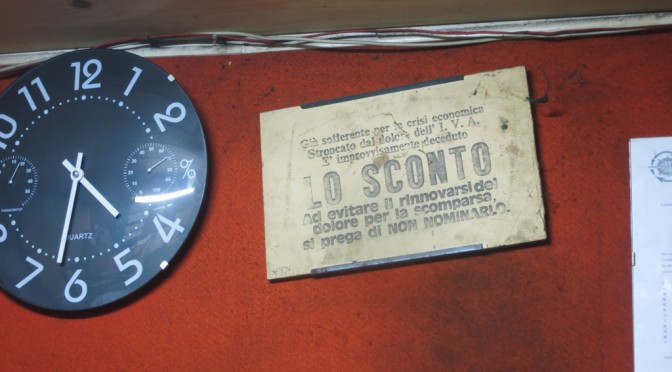 12
1
2
4
5
6
7
10
11
%
QUARTZ
Già sofferente per la crisi economica
Stroncato dal dolore dell' I. V. A.
E' improvvisamente deceduto
LO SCONTO
Ad evitare il rinnovarsi del
dolore per la scomparsa,
si prega di NON NOMINARLO.